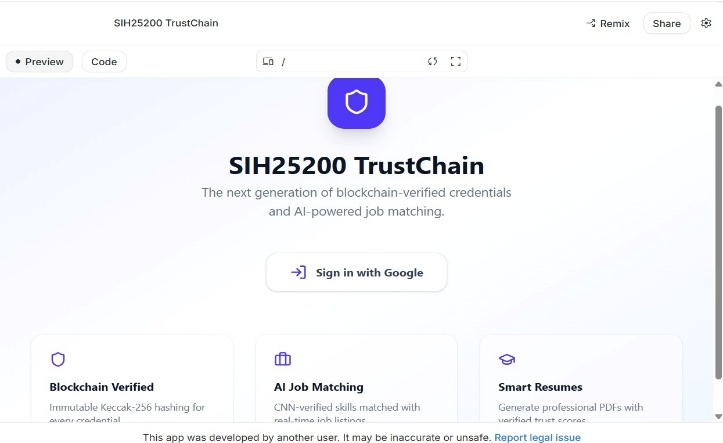 SIH25200 TrustChain
Remix
Share
Preview
Code
/
SIH25200 TrustChain
The next generation of blockchain-verified credentials
and AI-powered job matching.
Sign in with Google
Blockchain Verified
Immutable Keccak-256 hashing for
every credential
AI Job Matching
CNN-verified skills matched with
real-time job listings
Smart Resumes
Generate professional PDFs with
verified trust scores
This app was developed by another user. It may be inaccurate or unsafe. Report legal issue